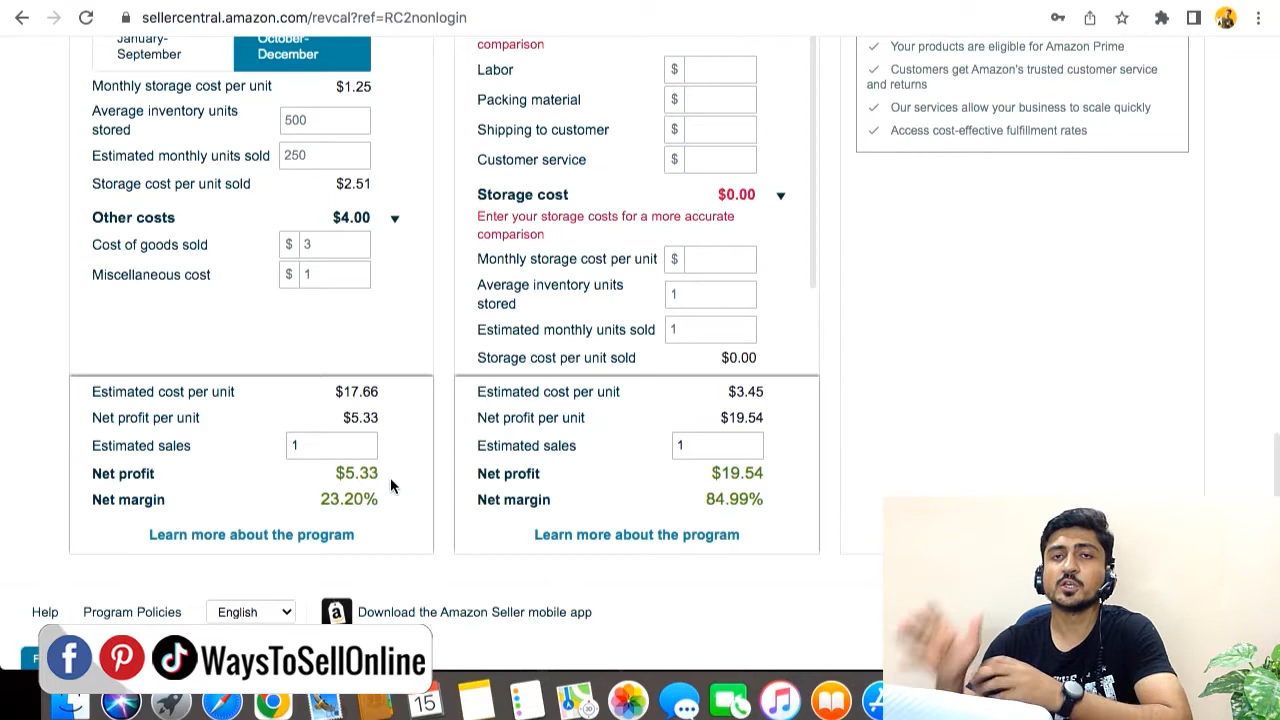 sellercentral.amazon.com/revcal?ref=RC2nonlogin
January-
September
October-
December
Monthly storage cost per unit $1.25
Average inventory units
stored 500
Estimated monthly units sold 250
Storage cost per unit sold $2.51
Other costs $4.00
Cost of goods sold $ 3
Miscellaneous cost $ 1
Estimated cost per unit $17.66
Net profit per unit $5.33
Estimated sales 1
Net profit $5.33
Net margin 23.20%
Learn more about the program
comparison
Labor $
Packing material $
Shipping to customer $
Customer service $
Storage cost $0.00
Enter your storage costs for a more accurate
comparison
Monthly storage cost per unit $
Average inventory units
stored 1
Estimated monthly units sold 1
Storage cost per unit sold $0.00
Estimated cost per unit $3.45
Net profit per unit $19.54
Estimated sales 1
Net profit $19.54
Net margin 84.99%
Learn more about the program
Your products are eligible for Amazon Prime
Customers get Amazon's trusted customer service
and returns
Our services allow your business to scale quickly
Access cost-effective fulfillment rates
Help Program Policies English Download the Amazon Seller mobile app
WaysToSellOnline
15